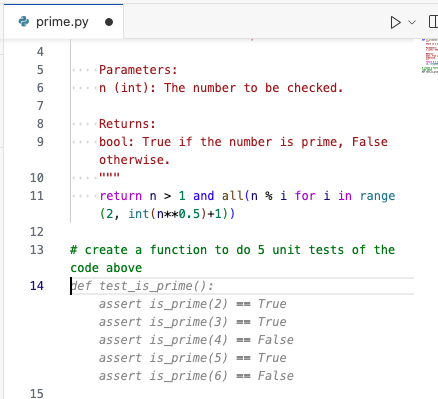 prime.py
4
5 Parameters:
6 n (int): The number to be checked.
7
8 Returns:
9 bool: True if the number is prime, False
otherwise.
10 """
11 return n > 1 and all(n % i for i in range
(2, int(n**0.5)+1))
12
13 # create a function to do 5 unit tests of the
code above
14 def test_is_prime():
assert is_prime(2) == True
assert is_prime(3) == True
assert is_prime(4) == False
assert is_prime(5) == True
assert is_prime(6) == False
15